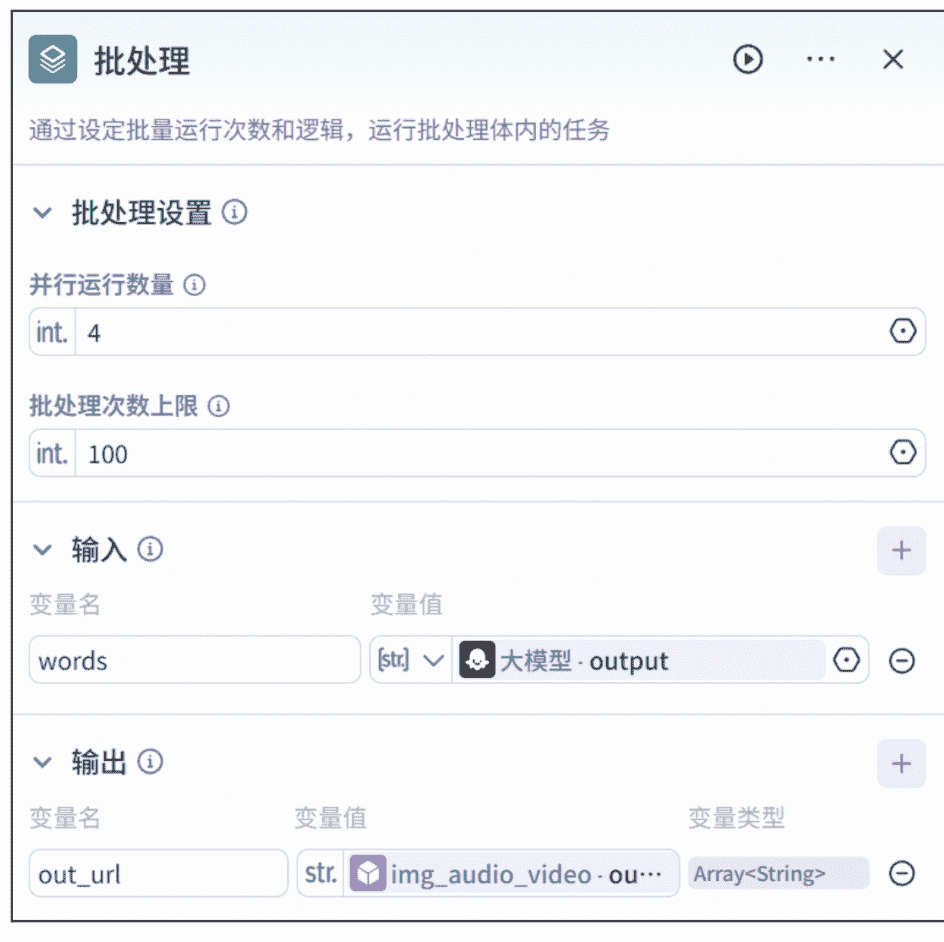 批处理
通过设定批量运行次数和逻辑，运行批处理体内的任务
批处理设置
并行运行数量
int. 4
批处理次数上限
int. 100
输入
变量名 变量值
words [str.] 大模型 · output
输出
变量名 变量值 变量类型
out_url str. img_audio_video · ou··· Array<String>